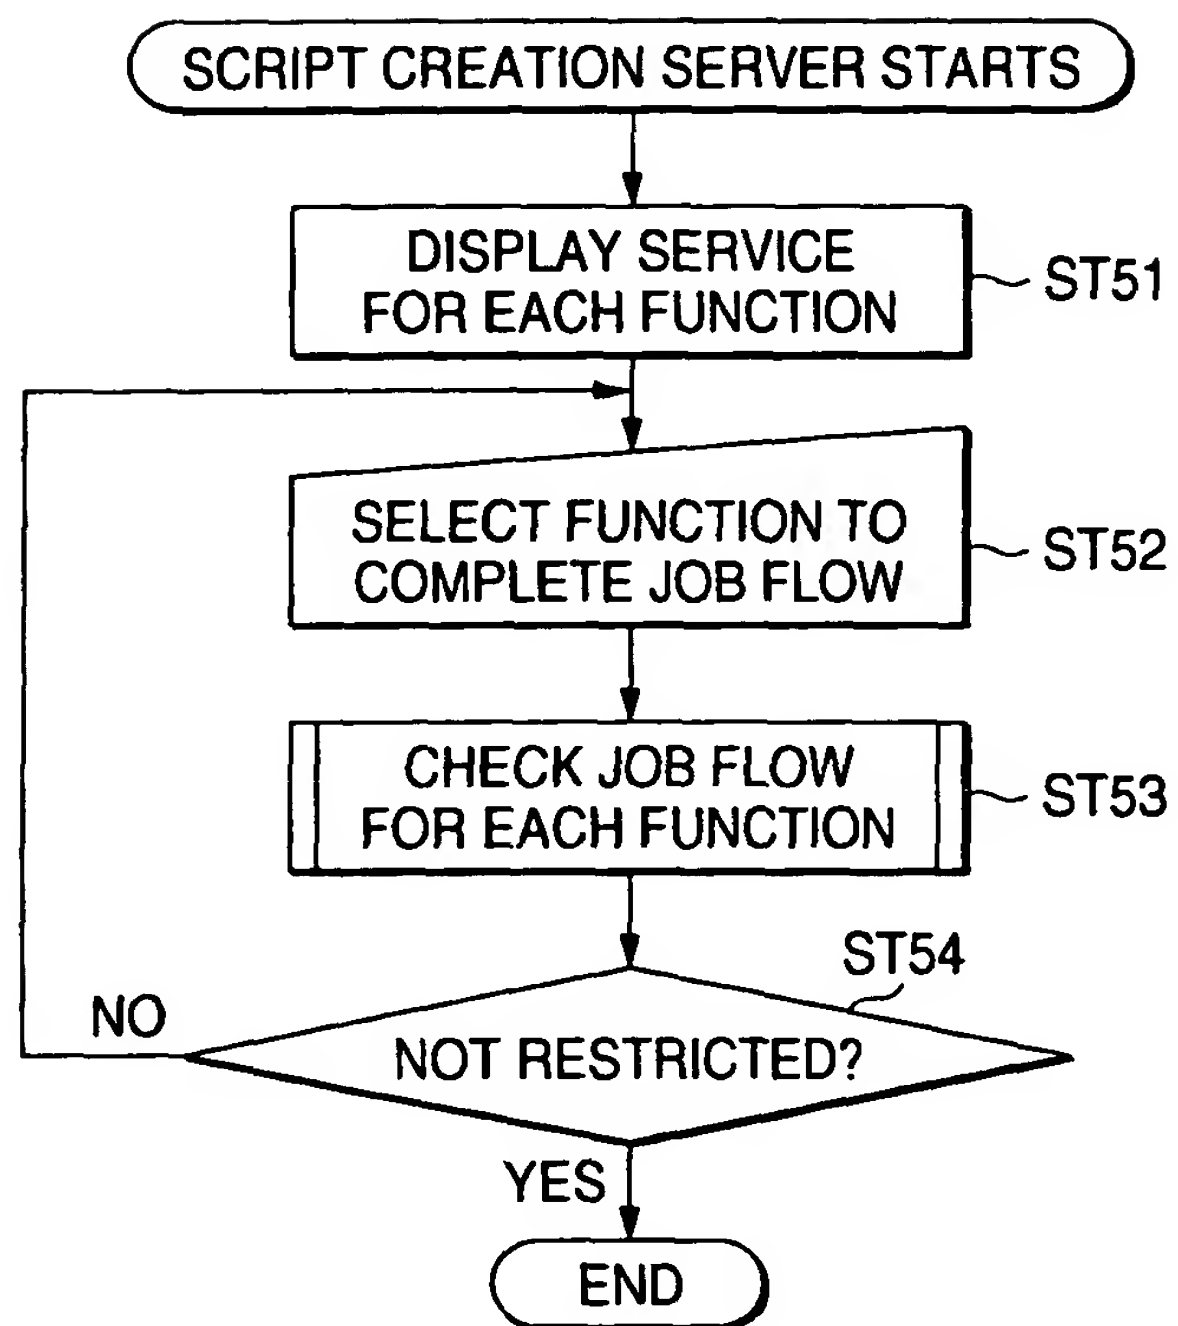 SCRIPT CREATION SERVER STARTS
DISPLAY SERVICE
FOR EACH FUNCTION
ST51
SELECT FUNCTION TO
COMPLETE JOB FLOW
ST52
CHECK JOB FLOW
FOR EACH FUNCTION
ST53
ST54
NO
NOT RESTRICTED?
YES
END